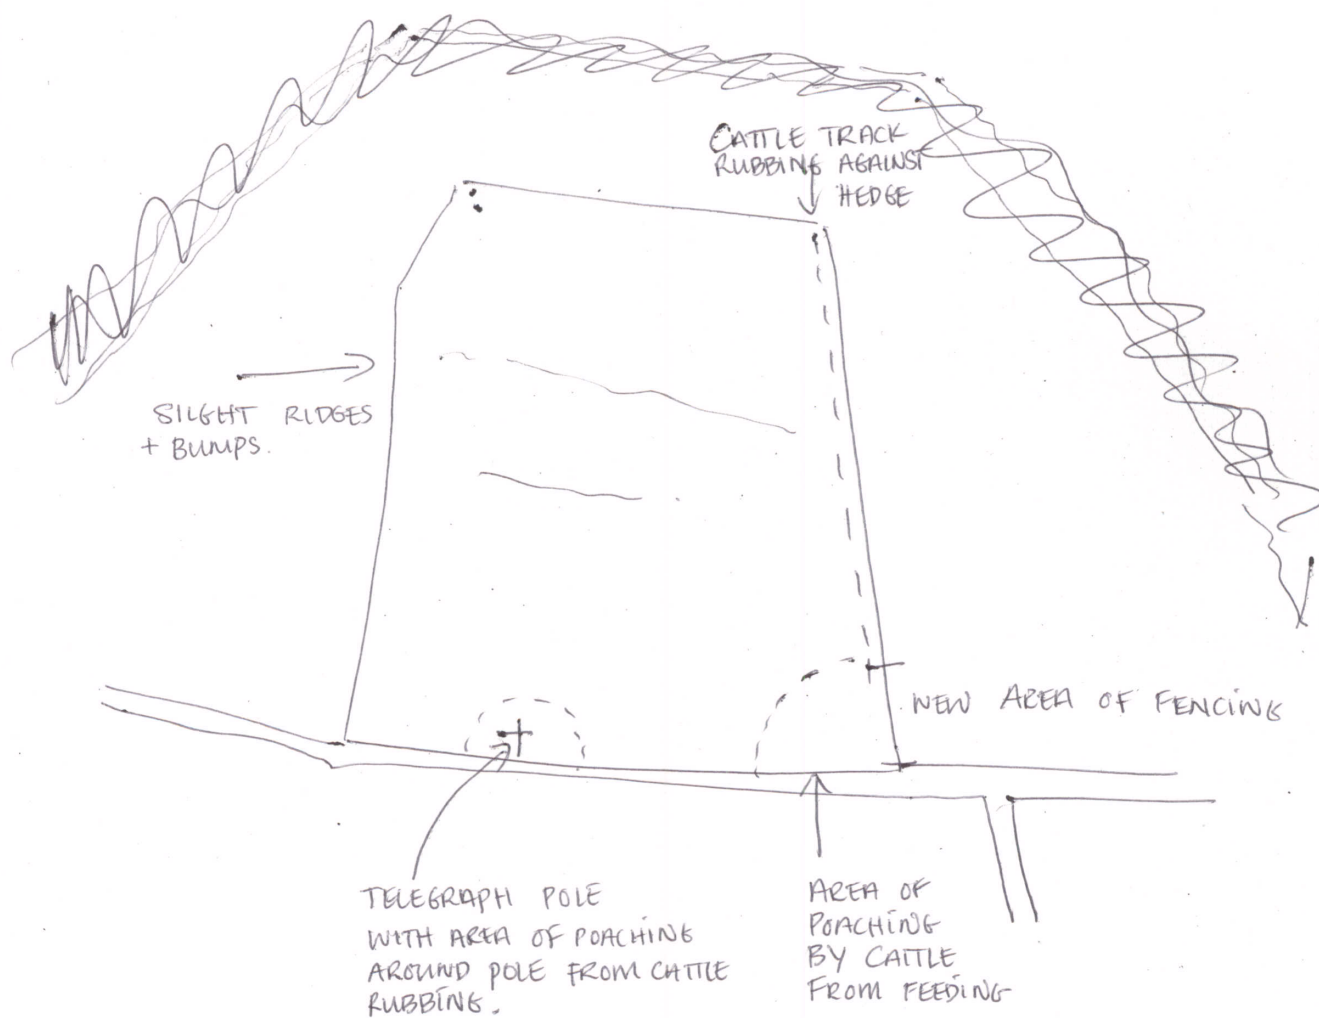 CATTLE TRACK
RUBBING AGAINST
HEDGE
SILGHT RIDGES
+ BUMPS.
NEW AREA OF FENCING
TELEGRAPH POLE
WITH AREA OF POACHING
AROUND POLE FROM CATTLE
RUBBING.
AREA OF
POACHING
BY CATTLE
FROM FEEDING